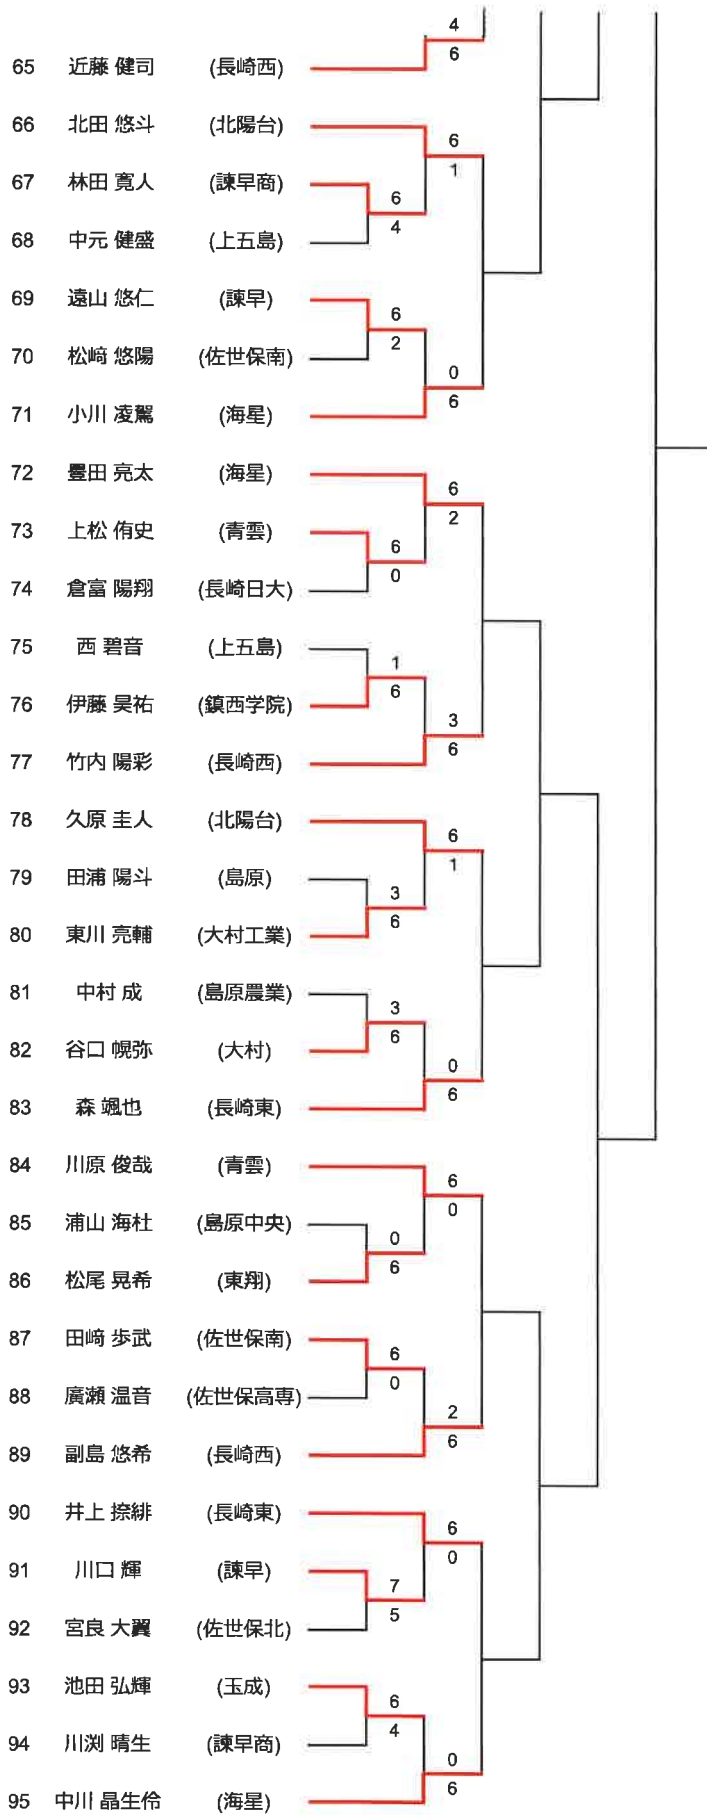 4
65 近藤 健司 (長崎西) 6
66 北田 悠斗 (北陽台) 6
1
67 林田 寛人 (諫早商) 6
4
68 中元 健盛 (上五島)
69 遠山 悠仁 (諫早) 6
2
70 松﨑 悠陽 (佐世保南) 0
6
71 小川 凌駕 (海星)
72 豊田 亮太 (海星) 6
2
73 上松 侑史 (青雲) 6
0
74 倉富 陽翔 (長崎日大)
75 西 碧音 (上五島) 1
6
76 伊藤 昊祐 (鎮西学院) 3
6
77 竹内 陽彩 (長崎西)
78 久原 圭人 (北陽台) 6
1
79 田浦 陽斗 (島原) 3
6
80 東川 亮輔 (大村工業)
81 中村 成 (島原農業) 3
6
82 谷口 幌弥 (大村) 0
6
83 森 颯也 (長崎東)
84 川原 俊哉 (青雲) 6
0
85 浦山 海杜 (島原中央) 0
6
86 松尾 晃希 (東翔)
87 田﨑 歩武 (佐世保南) 6
0
88 廣瀬 温音 (佐世保高専) 2
6
89 副島 悠希 (長崎西)
90 井上 捺緋 (長崎東) 6
0
91 川口 輝 (諫早) 7
5
92 宮良 大翼 (佐世保北)
93 池田 弘輝 (玉成) 6
4
94 川渕 晴生 (諫早商) 0
6
95 中川 晶生伶 (海星)